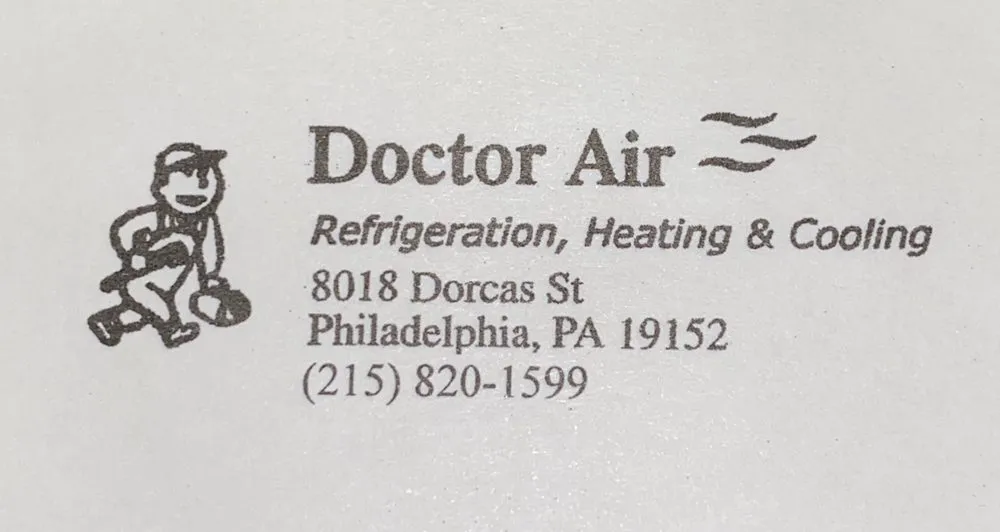 Doctor Air
Refrigeration, Heating & Cooling
8018 Dorcas St
Philadelphia, PA 19152
(215) 820-1599